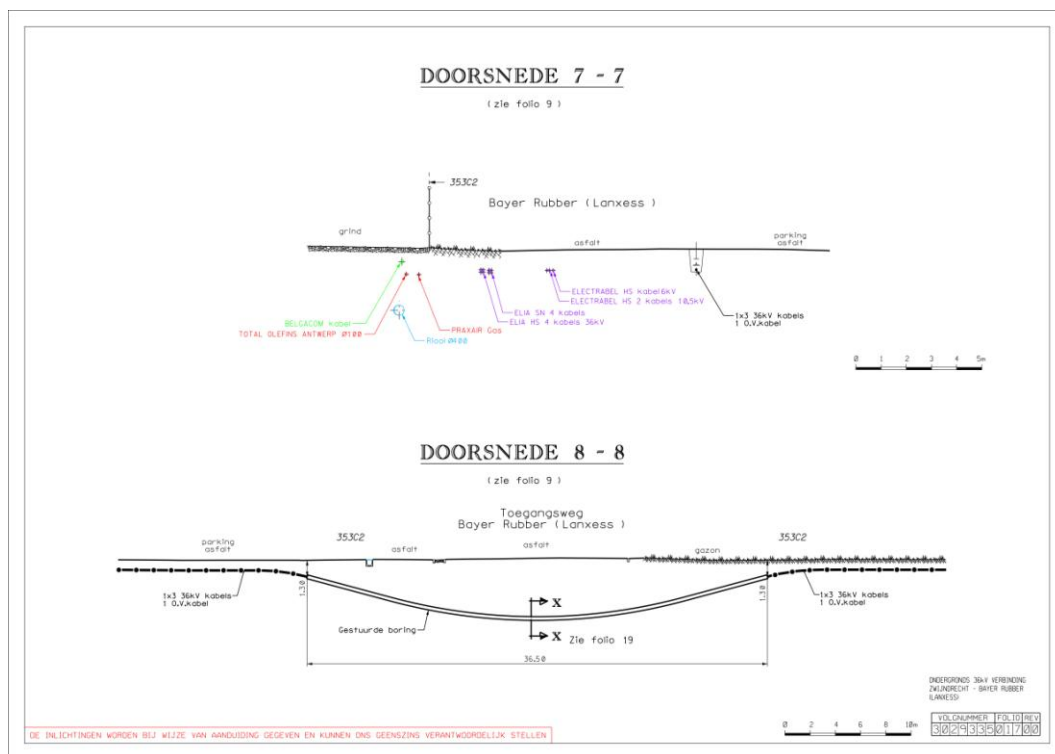 DOORSNEDE 7 - 7
( zie folio 9 )
353C2
Bayer Rubber ( Lanxess )
grind
asfalt
parking
asfalt
ELECTRABEL HS kabel6kV
ELECTRABEL HS 2 kabels 10,5kV
ELIA SN 4 kabels
ELIA HS 4 kabels 36kV
BELGACOM kabel
TOTAL OLEFINS ANTWERP Ø100
PRAXAIR Gas
Riool Ø400
1x3 36kV kabels
1 O.V.kabel
0 1 2 3 4 5m
DOORSNEDE 8 - 8
( zie folio 9 )
Toegangsweg
Bayer Rubber ( Lanxess )
parking
asfalt
353C2
asfalt
asfalt
gazon
353C2
1.30
1.30
1x3 36kV kabels
1 O.V.kabel
1x3 36kV kabels
1 O.V.kabel
X
X
Gestuurde boring
Zie folio 19
36.50
ONDERGRONDS 36kV VERBINDING
ZWIJNDRECHT - BAYER RUBBER
(LANXESS)
VOLGNUMMER FOLIO REV
3029335 017 00
0 2 4 6 8 10m
DE INLICHTINGEN WORDEN BIJ WIJZE VAN AANDUIDING GEGEVEN EN KUNNEN ONS GEENSZINS VERANTWOORDELIJK STELLEN